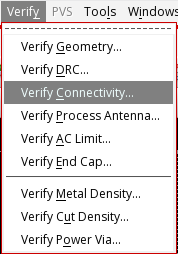 Verify PVS Tools Windows
Verify Geometry...
Verify DRC...
Verify Connectivity...
Verify Process Antenna...
Verify AC Limit...
Verify End Cap...
Verify Metal Density...
Verify Cut Density...
Verify Power Via...